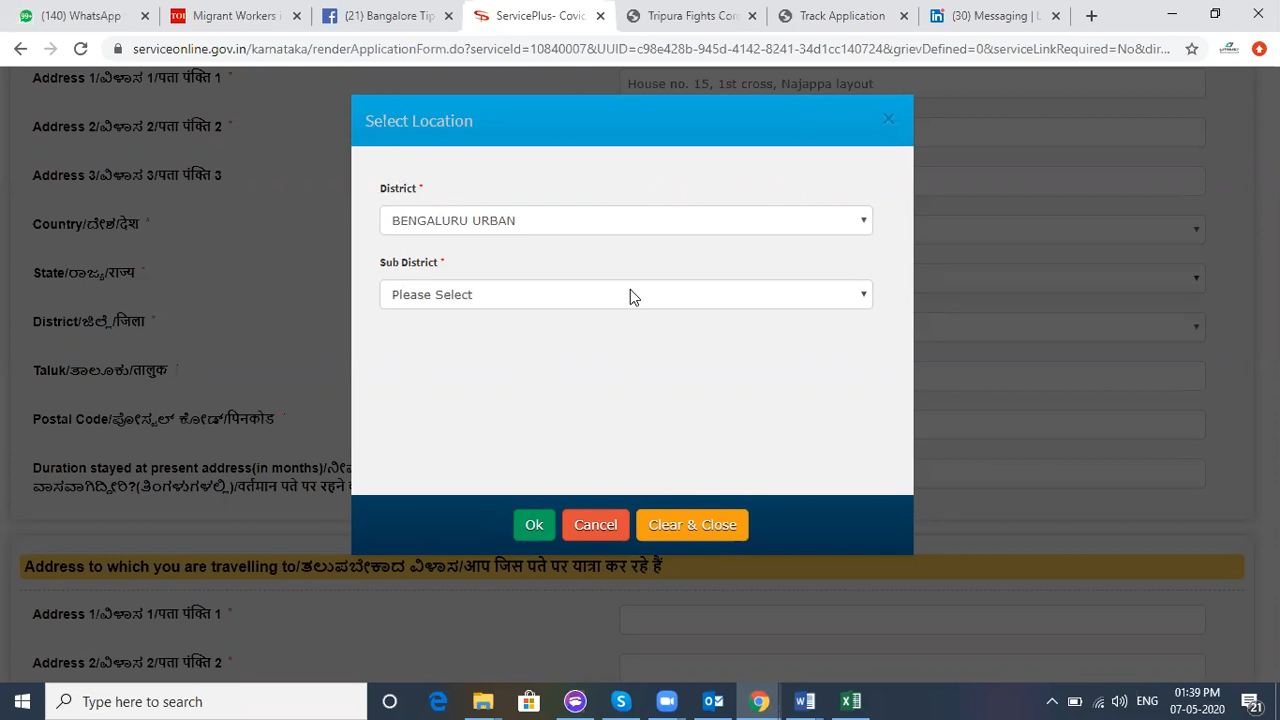 (140) WhatsApp
Migrant Workers i
(21) Bangalore Tip
ServicePlus- Covic
Tripura Fights Com
Track Application
(30) Messaging | L
serviceonline.gov.in/karnataka/renderApplicationForm.do?serviceId=10840007&UUID=c98e428b-945d-4142-8241-34d1cc140724&grievDefined=0&serviceLinkRequired=No&dir...
Address 1/ವಿಳಾಸ 1/पता पंक्ति 1 *
House no. 15, 1st cross, Najappa layout
Select Location
Address 2/ವಿಳಾಸ 2/पता पंक्ति 2 *
Address 3/ವಿಳಾಸ 3/पता पंक्ति 3
District *
Country/ದೇಶ/देश *
BENGALURU URBAN
State/ರಾಜ್ಯ/राज्य *
Sub District *
Please Select
District/ಜಿಲ್ಲೆ/जिला *
Taluk/ತಾಲೂಕು/तालुक *
Postal Code/ಪೋಸ್ಟಲ್ ಕೋಡ್/पिनकोड *
Duration stayed at present address(in months)/ನೀವು
ವಾಸವಾಗಿದ್ದೀರಿ?(ತಿಂಗಳುಗಳಲ್ಲಿ)/वर्तमान पते पर रहने
Ok
Cancel
Clear & Close
Address to which you are travelling to/ತಲುಪಬೇಕಾದ ವಿಳಾಸ/आप जिस पते पर यात्रा कर रहे हैं
Address 1/ವಿಳಾಸ 1/पता पंक्ति 1 *
Address 2/ವಿಳಾಸ 2/पता पंक्ति 2 *
Type here to search
ENG
01:39 PM
07-05-2020
21